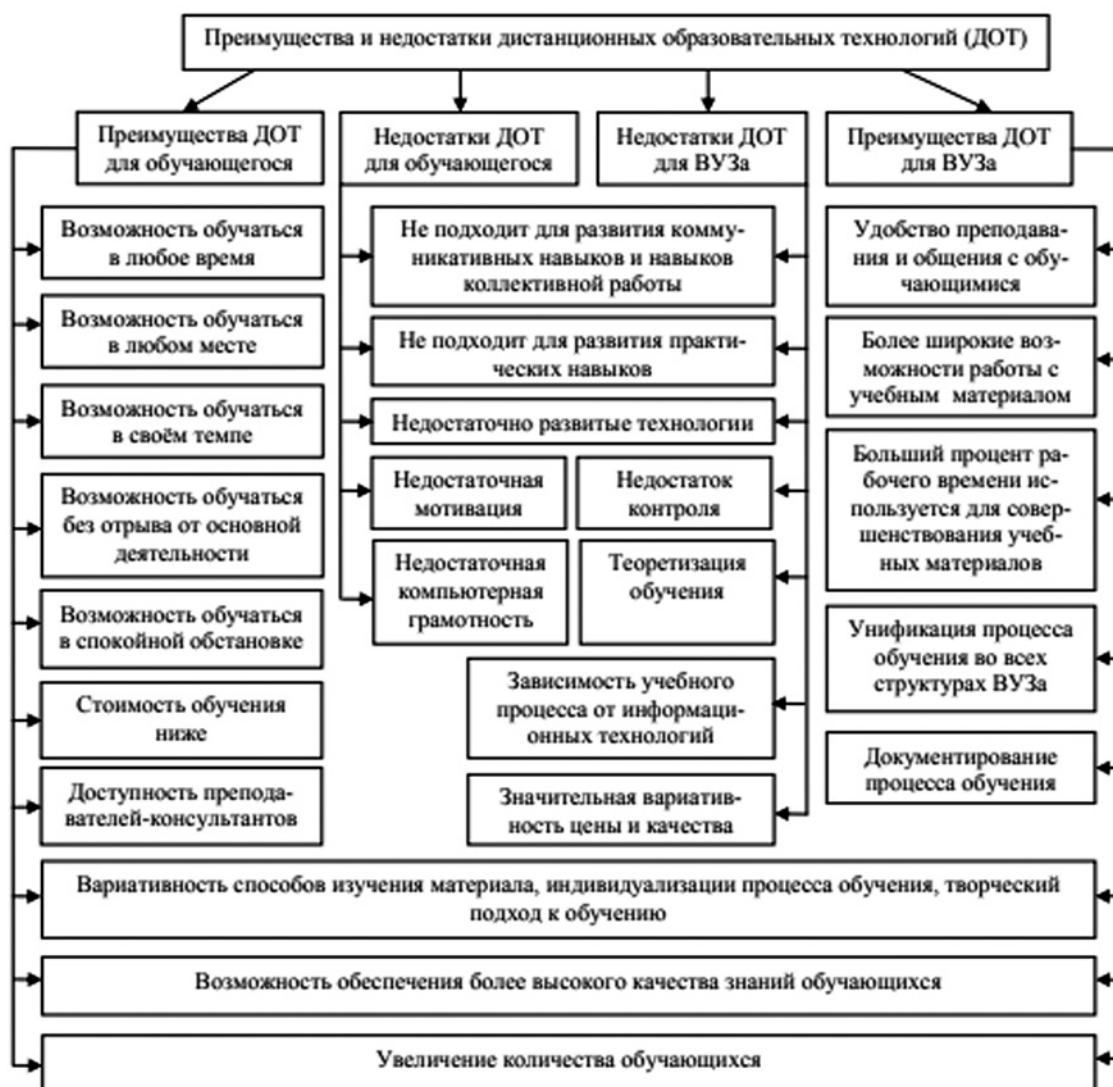 Преимущества и недостатки дистанционных образовательных технологий (ДОТ)
Преимущества ДОТ
для обучающегося
Недостатки ДОТ
для обучающегося
Недостатки ДОТ
для ВУЗа
Преимущества ДОТ
для ВУЗа
Возможность обучаться
в любое время
Возможность обучаться
в любом месте
Возможность обучаться
в своём темпе
Возможность обучаться
без отрыва от основной
деятельности
Возможность обучаться
в спокойной обстановке
Стоимость обучения
ниже
Доступность препода-
вателей-консультантов
Не подходит для развития комму-
никативных навыков и навыков
коллективной работы
Не подходит для развития практи-
ческих навыков
Недостаточно развитые технологии
Недостаточная
мотивация
Недостаток
контроля
Недостаточная
компьютерная
грамотность
Теоретизация
обучения
Зависимость учебного
процесса от информаци-
онных технологий
Значительная вариатив-
ность цены и качества
Удобство преподава-
ния и общения с обу-
чающимися
Более широкие воз-
можности работы с
учебным материалом
Больший процент ра-
бочего времени ис-
пользуется для совер-
шенствования учеб-
ных материалов
Унификация процесса
обучения во всех
структурах ВУЗа
Документирование
процесса обучения
Вариативность способов изучения материала, индивидуализации процесса обучения, творческий
подход к обучению
Возможность обеспечения более высокого качества знаний обучающихся
Увеличение количества обучающихся